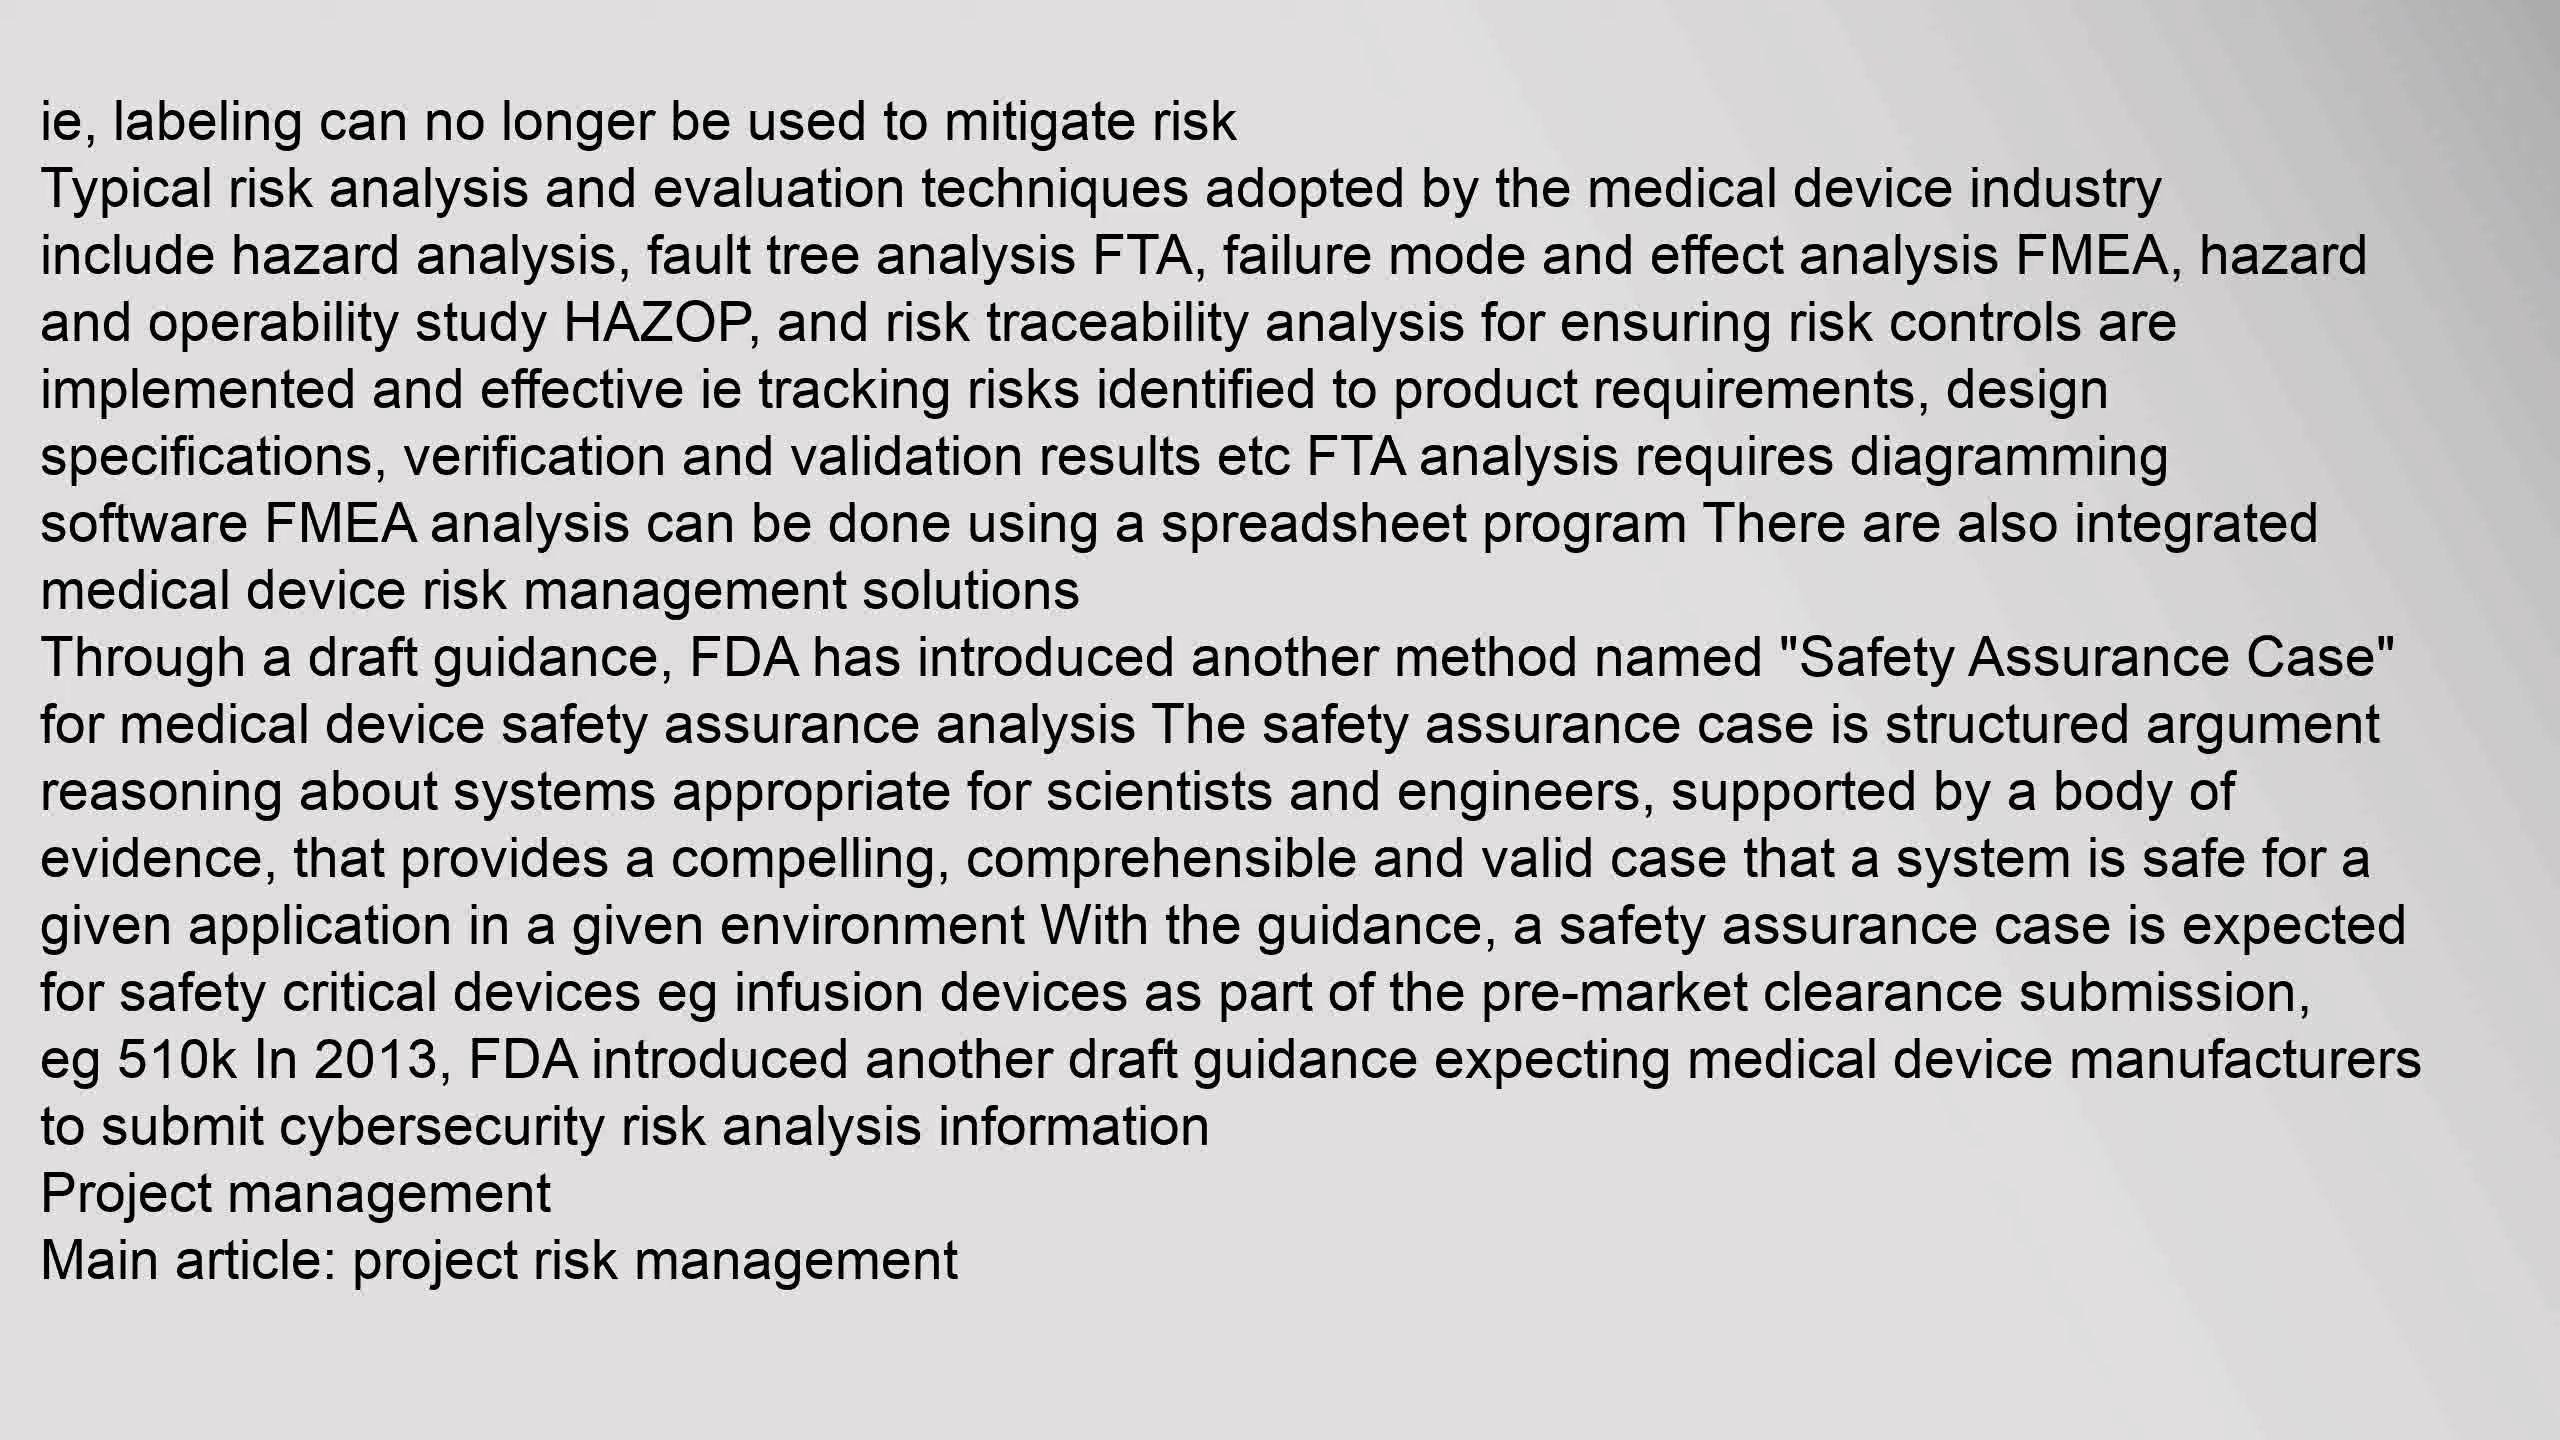 ie, labeling can no longer be used to mitigate risk
Typical risk analysis and evaluation techniques adopted by the medical device industry
include hazard analysis, fault tree analysis FTA, failure mode and effect analysis FMEA, hazard
and operability study HAZOP, and risk traceability analysis for ensuring risk controls are
implemented and effective ie tracking risks identified to product requirements, design
specifications, verification and validation results etc FTA analysis requires diagramming
software FMEA analysis can be done using a spreadsheet program There are also integrated
medical device risk management solutions
Through a draft guidance, FDA has introduced another method named "Safety Assurance Case"
for medical device safety assurance analysis The safety assurance case is structured argument
reasoning about systems appropriate for scientists and engineers, supported by a body of
evidence, that provides a compelling, comprehensible and valid case that a system is safe for a
given application in a given environment With the guidance, a safety assurance case is expected
for safety critical devices eg infusion devices as part of the pre-market clearance submission,
eg 510k In 2013, FDA introduced another draft guidance expecting medical device manufacturers
to submit cybersecurity risk analysis information
Project management
Main article: project risk management